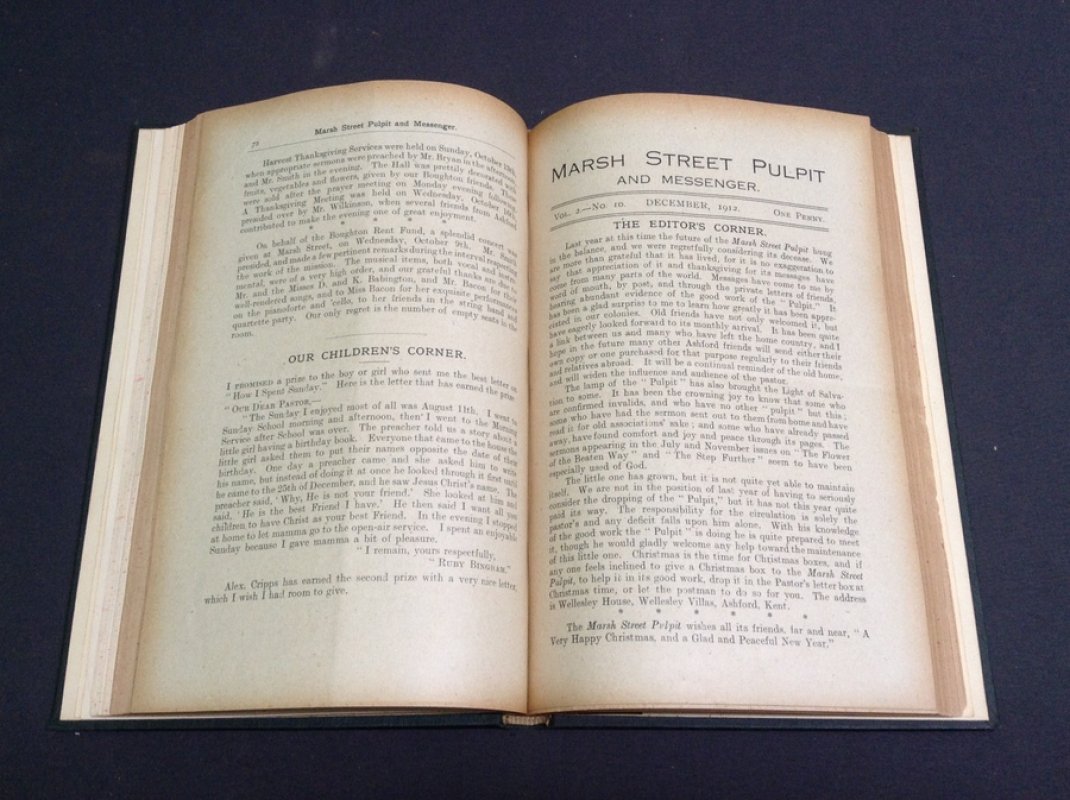 72
Marsh Street Pulpit and Messenger.
Harvest Thanksgiving Services were held on Sunday, October 13th,
when appropriate sermons were preached by Mr. Bryan in the afternoon
and Mr. Smith in the evening. The Hall was prettily decorated with
fruits, vegetables and flowers, given by our Boughton friends. These
were sold after the prayer meeting on Monday evening following.
A Thanksgiving Meeting was held on Wednesday, October 16th,
presided over by Mr. Wilkinson, when several friends from Ashford
contributed to make the evening one of great enjoyment.
* * * * *
On behalf of the Boughton Rent Fund, a splendid concert was
given at Marsh Street, on Wednesday, October 9th. Mr. Smith
presided, and made a few pertinent remarks during the interval respecting
the work of the mission. The musical items, both vocal and instru-
mental, were of a very high order, and our grateful thanks are due to
Mr. and the Misses D. and K. Babington, and Mr. Bacon for their
well-rendered songs, and to Miss Bacon for her exquisite performances
on the pianoforte and 'cello, to her friends in the string band and
quartette party. Our only regret is the number of empty seats in the
room.
OUR CHILDREN'S CORNER.
I PROMISED a prize to the boy or girl who sent me the best letter on
"How I Spent Sunday." Here is the letter that has earned the prize
"OUR DEAR PASTOR,—
"The Sunday I enjoyed most of all was August 11th. I went to
Sunday School morning and afternoon, then I went to the Morning
Service after School was over. The preacher told us a story about a
little girl having a birthday book. Everyone that came to the house the
little girl asked them to put their names opposite the date of their
birthday. One day a preacher came and she asked him to write
his name, but instead of doing it at once he looked through it first until
he came to the 25th of December, and he saw Jesus Christ's name. The
preacher said, 'Why, He is not your friend.' She looked at him and
said, 'He is the best Friend I have.' He then said I want all you
children to have Christ as your best Friend. In the evening I stopped
at home to let mamma go to the open-air service. I spent an enjoyable
Sunday because I gave mamma a bit of pleasure.
"I remain, yours respectfully,
"RUBY BINGHAM."
Alex. Cripps has earned the second prize with a very nice letter,
which I wish I had room to give.
MARSH STREET PULPIT
AND MESSENGER.
VOL. 2.—No. 10. DECEMBER, 1912. ONE PENNY.
THE EDITOR'S CORNER.
Last year at this time the future of the Marsh Street Pulpit hung
in the balance, and we were regretfully considering its decease. We
are more than grateful that it has lived, for it is no exaggeration to
say that appreciation of it and thanksgiving for its messages have
come from many parts of the world. Messages have come to me by
word of mouth, by post, and through the private letters of friends,
bearing abundant evidence of the good work of the "Pulpit." It
has been a glad surprise to me to learn how greatly it has been appre-
ciated in our colonies. Old friends have not only welcomed it, but
have eagerly looked forward to its monthly arrival. It has been quite
a link between us and many who have left the home country, and I
hope in the future many other Ashford friends will send either their
own copy or one purchased for that purpose regularly to their friends
and relatives abroad. It will be a continual reminder of the old home,
and will widen the influence and audience of the pastor.
The lamp of the "Pulpit" has also brought the Light of Salva-
tion to some. It has been the crowning joy to know that some who
are confirmed invalids, and who have no other "pulpit" but this;
some who have had the sermon sent out to them from home and have
read it for old associations' sake; and some who have already passed
away, have found comfort and joy and peace through its pages. The
sermons appearing in the July and November issues on "The Flower
of the Beaten Way" and "The Step Further" seem to have been
especially used of God.
The little one has grown, but it is not quite yet able to maintain
itself. We are not in the position of last year of having to seriously
consider the dropping of the "Pulpit," but it has not this year quite
paid its way. The responsibility for the circulation is solely the
pastor's and any deficit falls upon him alone. With his knowledge
of the good work the "Pulpit" is doing he is quite prepared to meet
it, though he would gladly welcome any help toward the maintenance
of this little one. Christmas is the time for Christmas boxes, and if
any one feels inclined to give a Christmas box to the Marsh Street
Pulpit, to help it in its good work, drop it in the Pastor's letter box at
Christmas time, or let the postman to do so for you. The address
is Wellesley House, Wellesley Villas, Ashford, Kent.
* * * * *
The Marsh Street Pulpit wishes all its friends, far and near, "A
Very Happy Christmas, and a Glad and Peaceful New Year."